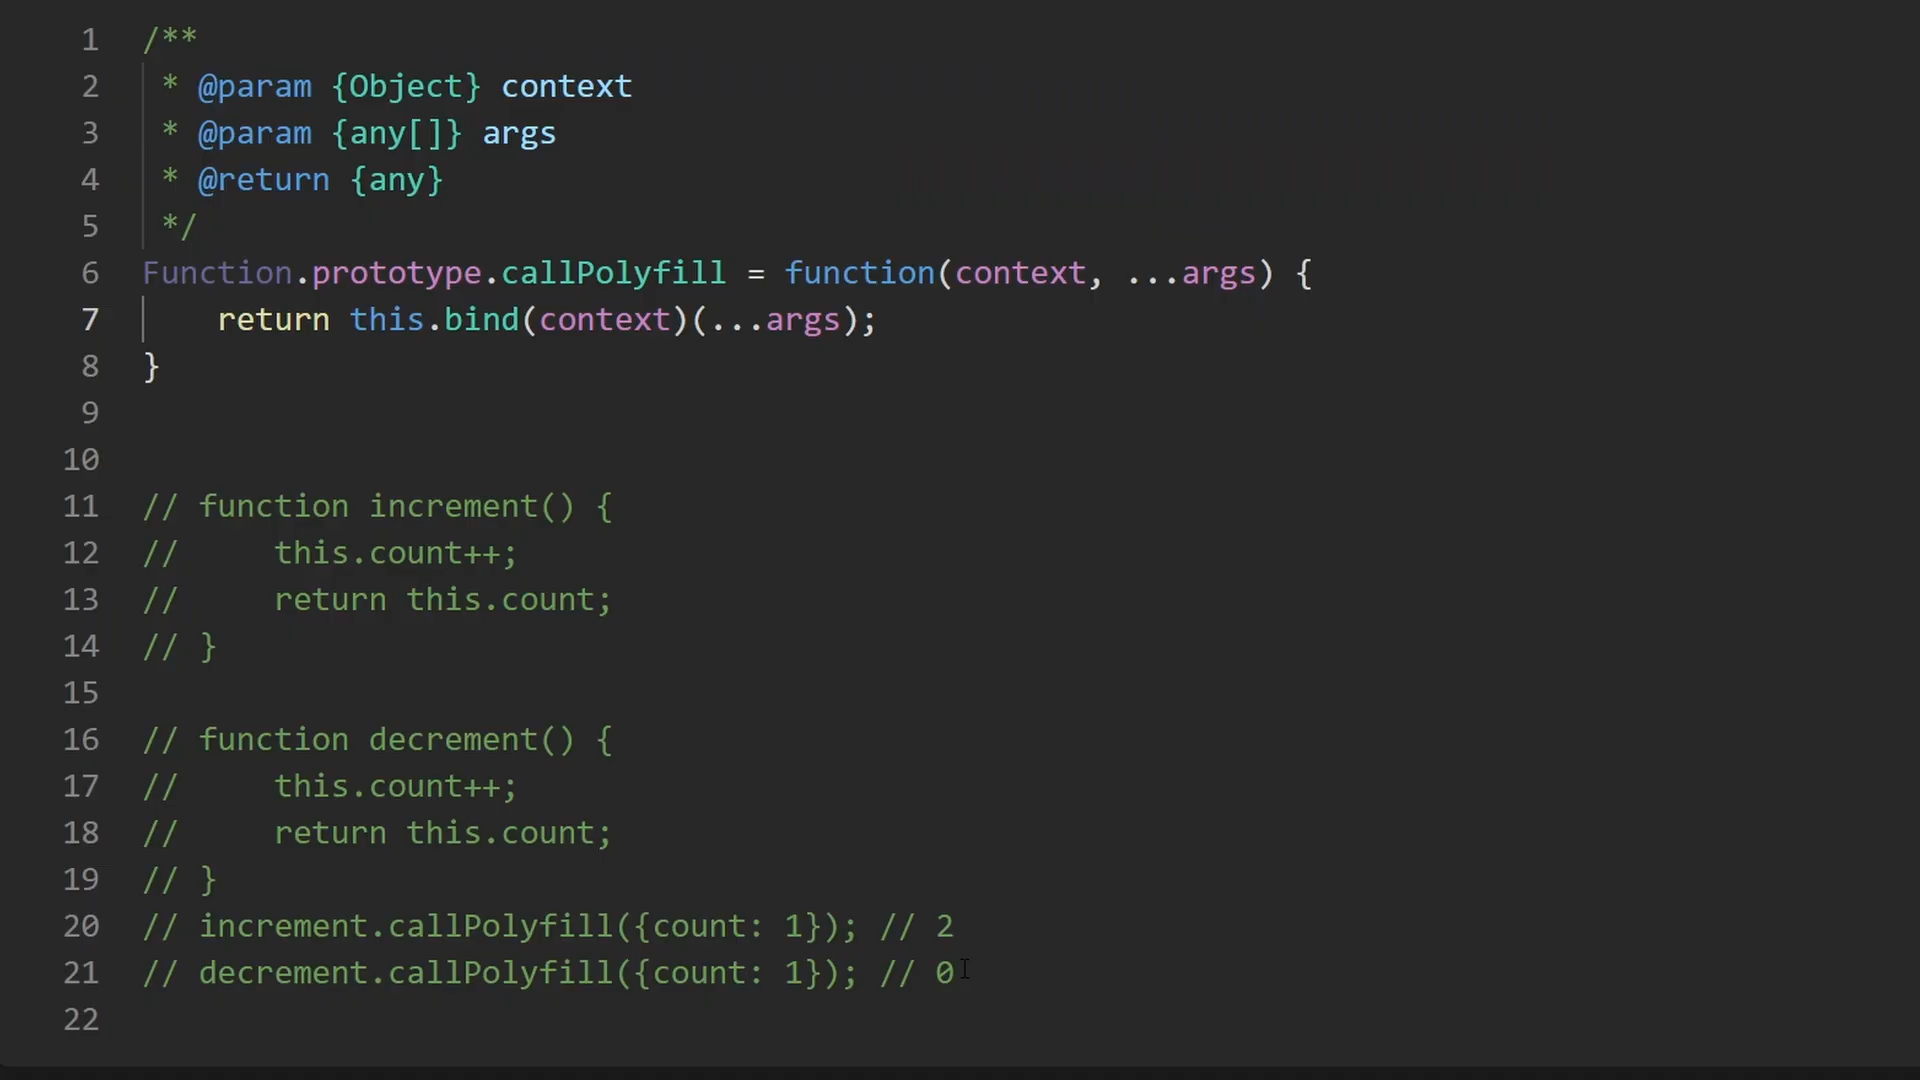 1 /**
2  * @param {Object} context
3  * @param {any[]} args
4  * @return {any}
5  */
6 Function.prototype.callPolyfill = function(context, ...args) {
7     return this.bind(context)(...args);
8 }
9
10
11 // function increment() {
12 //     this.count++;
13 //     return this.count;
14 // }
15
16 // function decrement() {
17 //     this.count++;
18 //     return this.count;
19 // }
20 // increment.callPolyfill({count: 1}); // 2
21 // decrement.callPolyfill({count: 1}); // 0
22